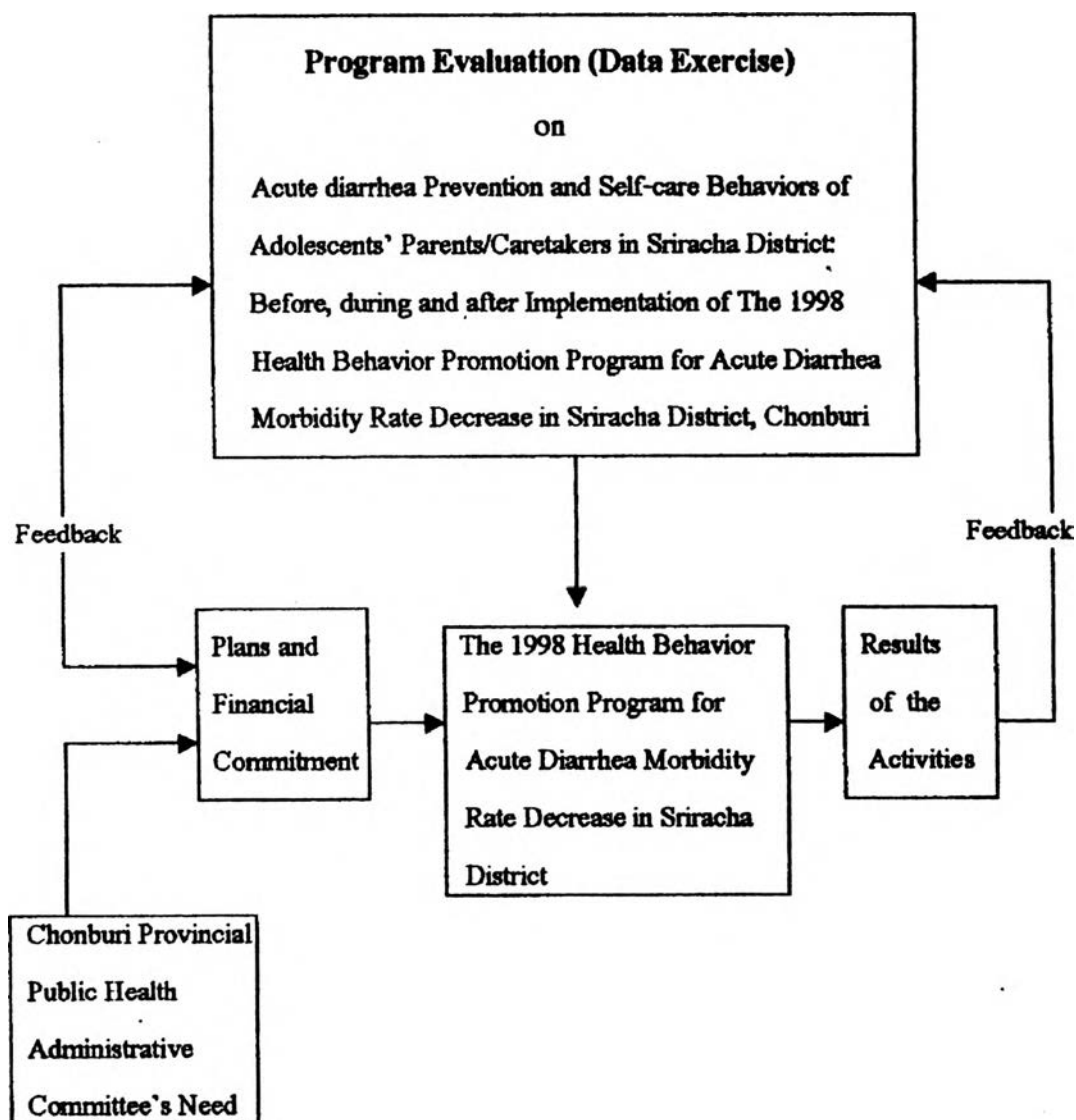 Program Evaluation (Data Exercise)
on
Acute diarrhea Prevention and Self-care Behaviors of
Adolescents' Parents/Caretakers in Sriracha District:
Before, during and after Implementation of The 1998
Health Behavior Promotion Program for Acute Diarrhea
Morbidity Rate Decrease in Sriracha District, Chonburi
Feedback
Feedback
Plans and
Financial
Commitment
The 1998 Health Behavior
Promotion Program for
Acute Diarrhea Morbidity
Rate Decrease in Sriracha
District
Results
of the
Activities
Chonburi Provincial
Public Health
Administrative
Committee's Need